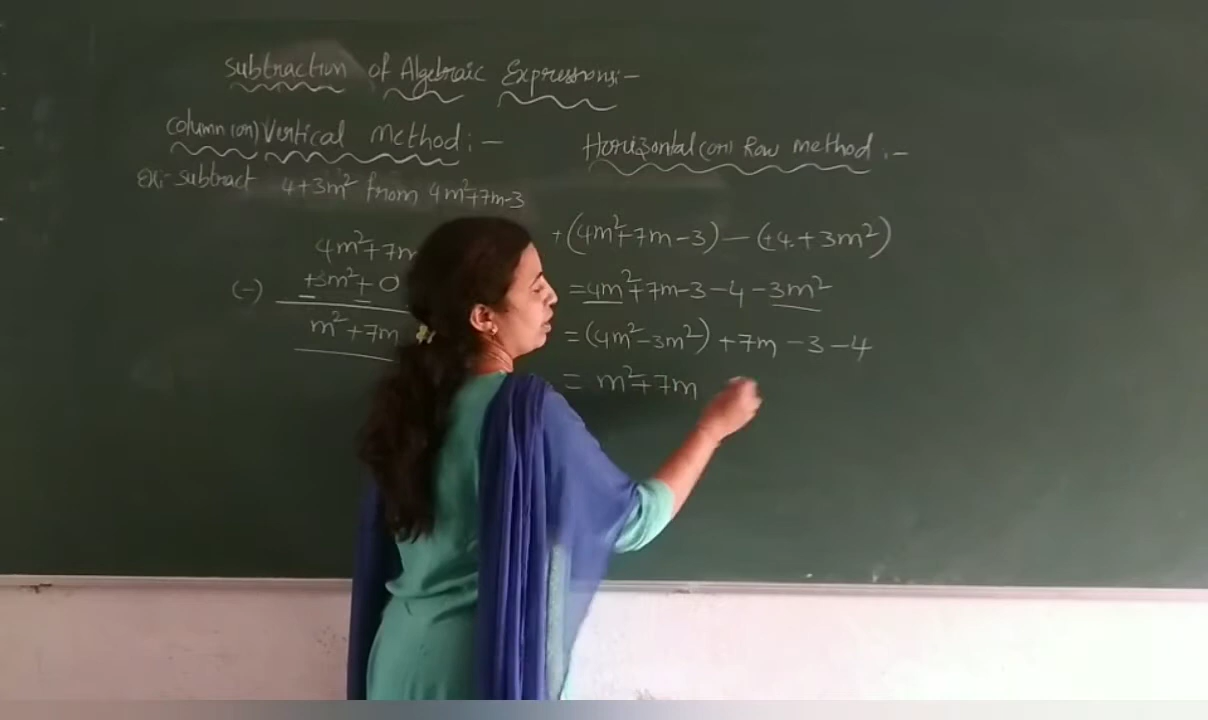 Subtraction of Algebraic Expressions:-
Column (or) Vertical Method:-
Ex:- Subtract 4+3m² from 4m²+7m-3
4m²+7m
(-) +3m²+0
m²+7m
Horizontal (or) Row method:-
+(4m²+7m-3)-(+4+3m²)
=4m²+7m-3-4-3m²
=(4m²-3m²)+7m-3-4
= m²+7m